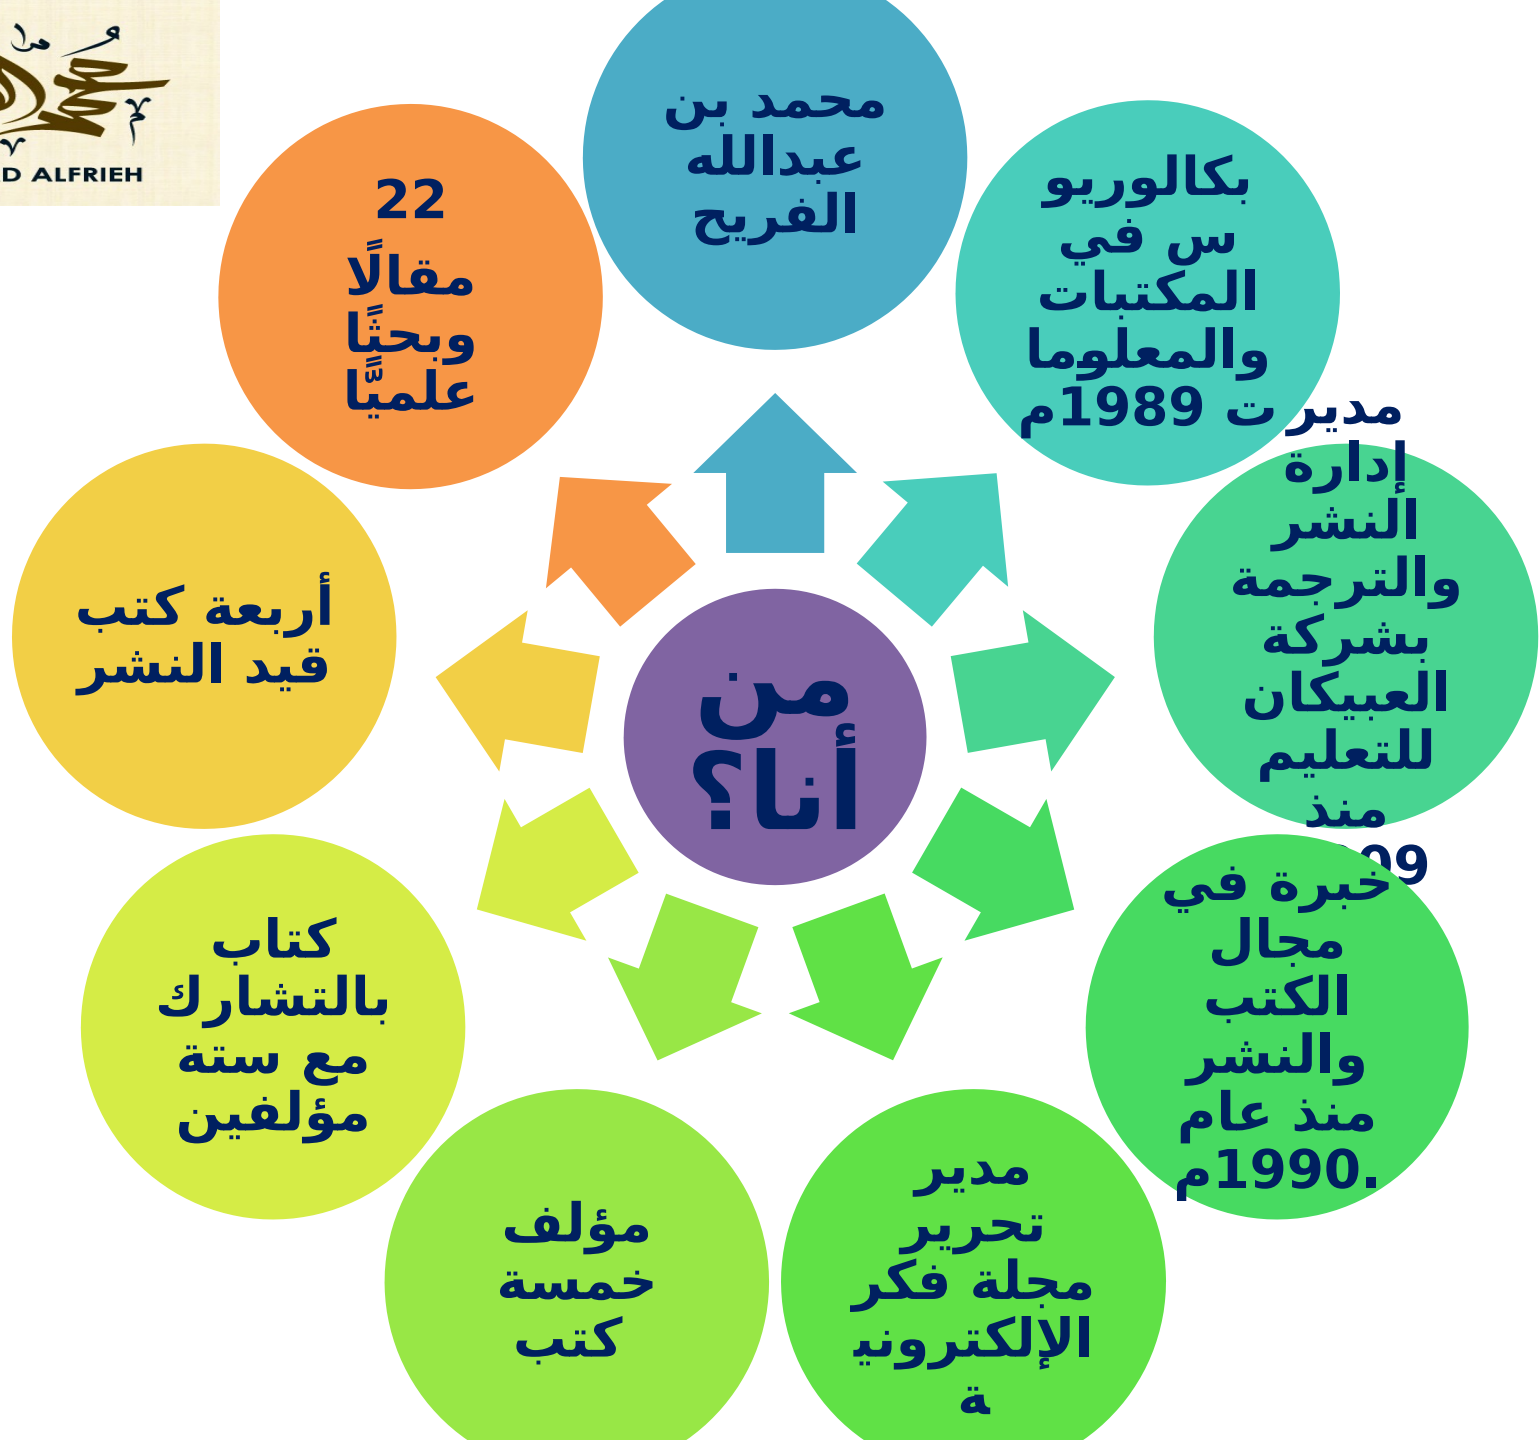 D ALFRIEH
محمد بن
عبدالله
الفريح
بكالوريو
س في
المكتبات
والمعلوما
ت 1989م
مدير
إدارة
النشر
والترجمة
بشركة
العبيكان
للتعليم
منذ
خبرة في
مجال
الكتب
والنشر
منذ عام
1990م.
مدير
تحرير
مجلة فكر
الإلكتروني
ة
مؤلف
خمسة
كتب
كتاب
بالتشارك
مع ستة
مؤلفين
أربعة كتب
قيد النشر
22
مقالًا
وبحثًا
علميًّا
من
أنا؟